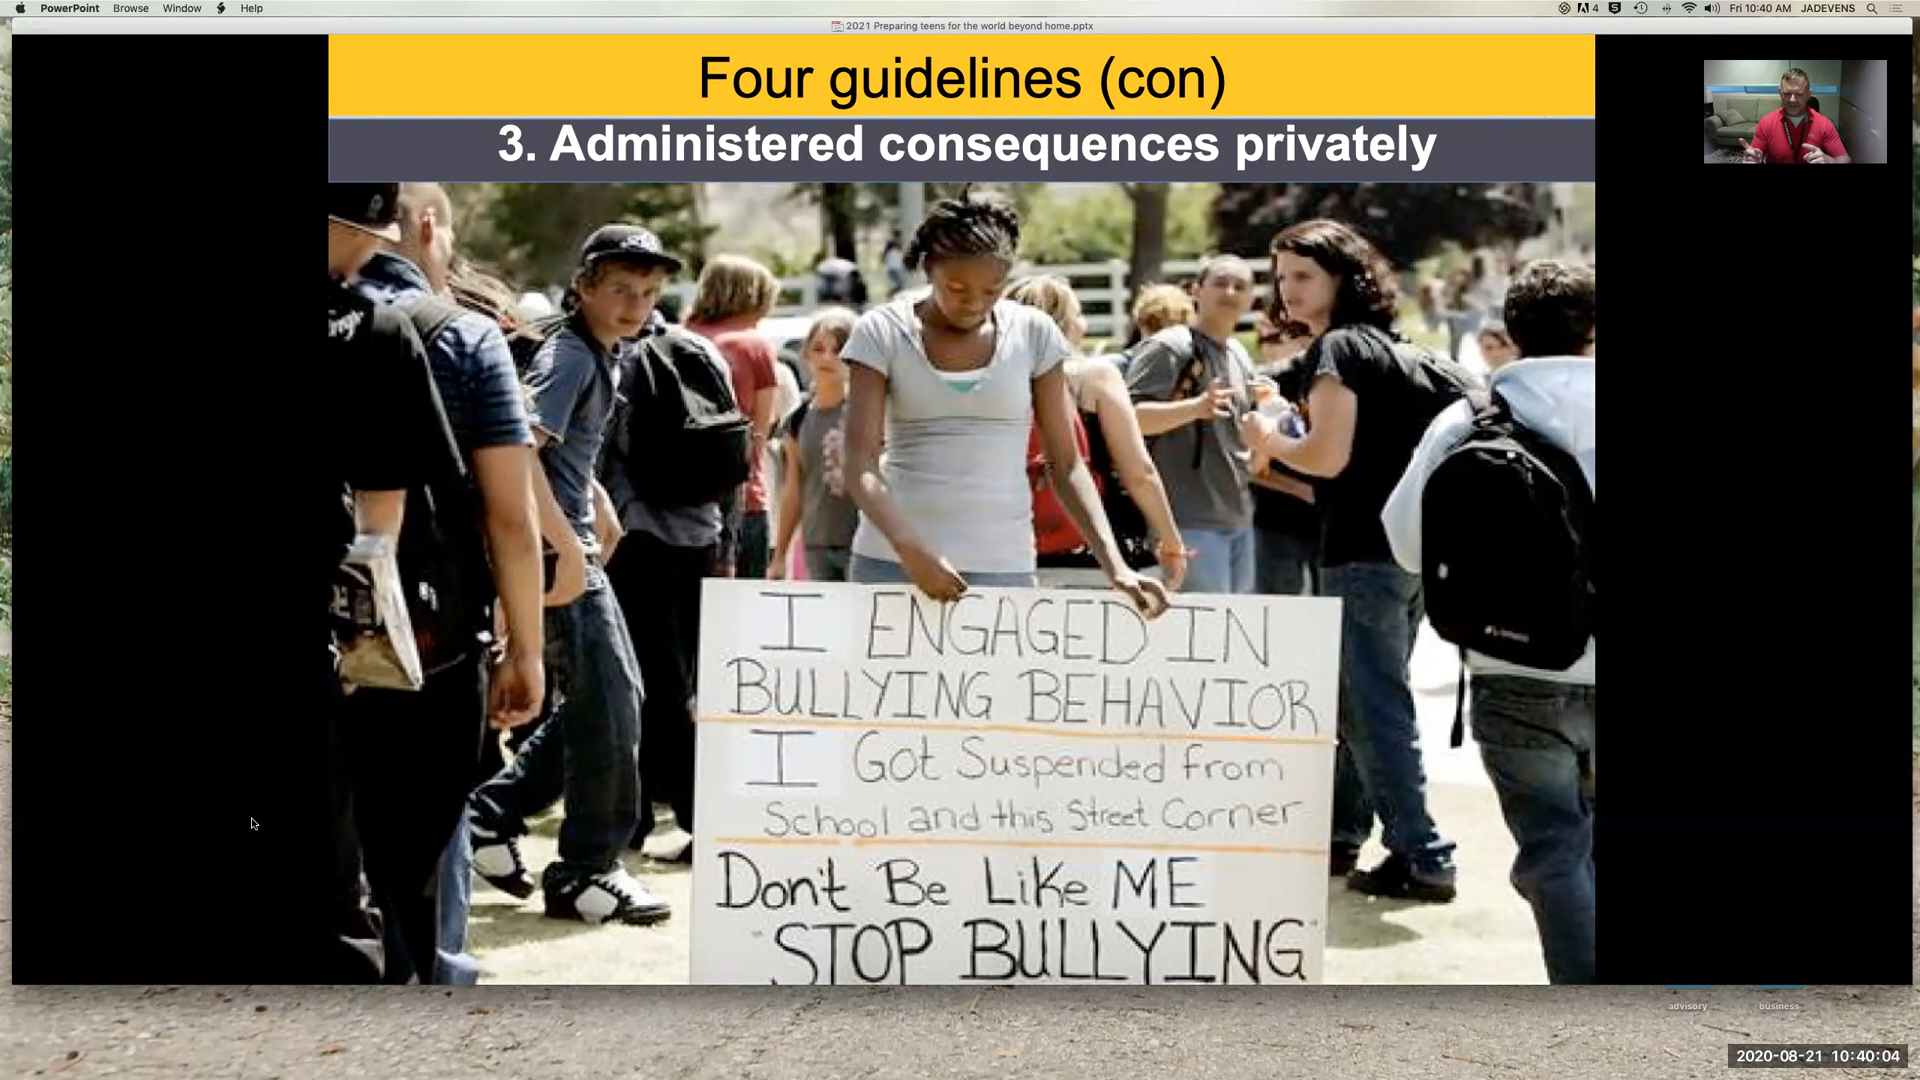 PowerPoint Browse Window Help
4 Fri 10:40 AM JADEVENS
2021 Preparing teens for the world beyond home.pptx
Four guidelines (con)
3. Administered consequences privately
I ENGAGED IN
BULLYING BEHAVIOR
I Got Suspended from
School and this Street Corner
Don't Be Like ME
"STOP BULLYING"
advisory business
2020-08-21 10:40:04